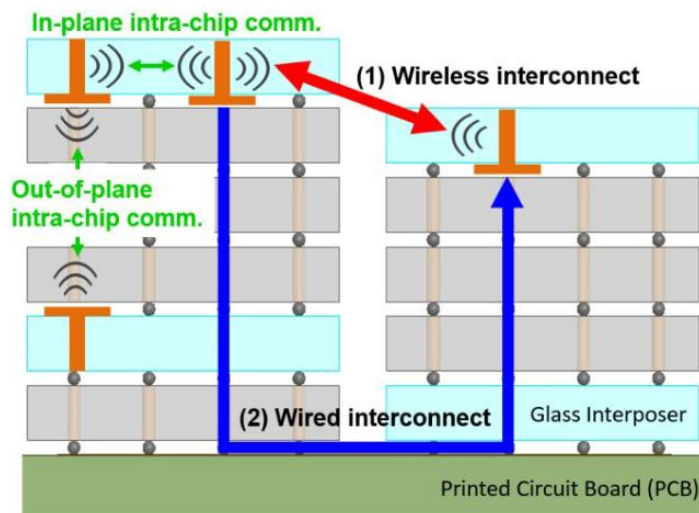 In-plane intra-chip comm.
(1) Wireless interconnect
Out-of-plane
intra-chip comm.
(2) Wired interconnect
Glass Interposer
Printed Circuit Board (PCB)